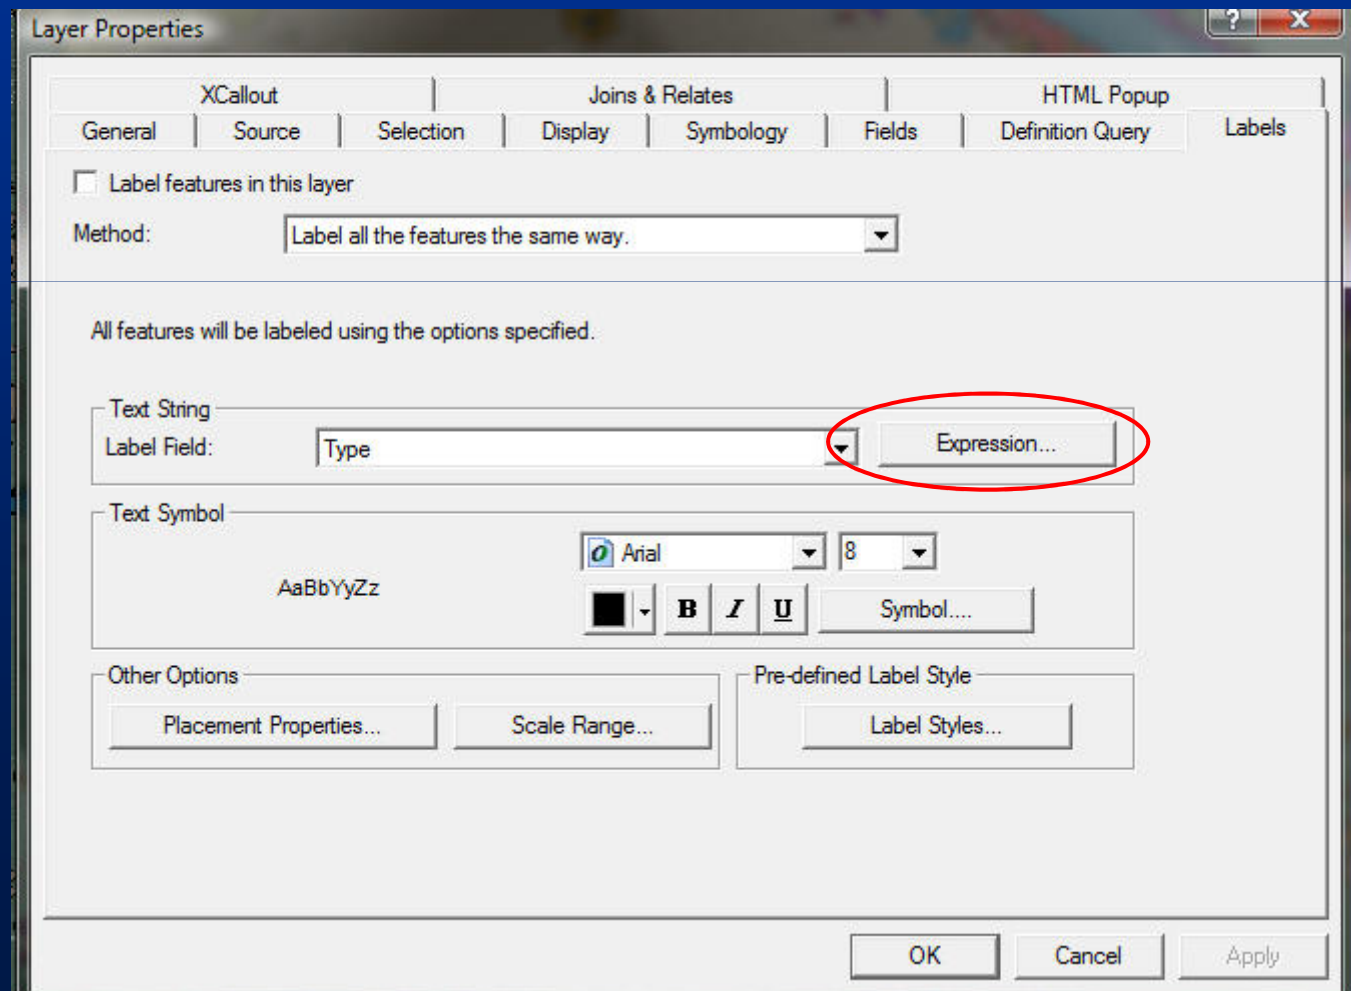 Layer Properties
?
X
XCallout
Joins & Relates
HTML Popup
General
Source
Selection
Display
Symbology
Fields
Definition Query
Labels
Label features in this layer
Method:
Label all the features the same way.
All features will be labeled using the options specified.
Text String
Label Field:
Type
Expression...
Text Symbol
AaBbYyZz
O Arial
8
B
I
U
Symbol....
Other Options
Placement Properties...
Scale Range...
Pre-defined Label Style
Label Styles...
OK
Cancel
Apply